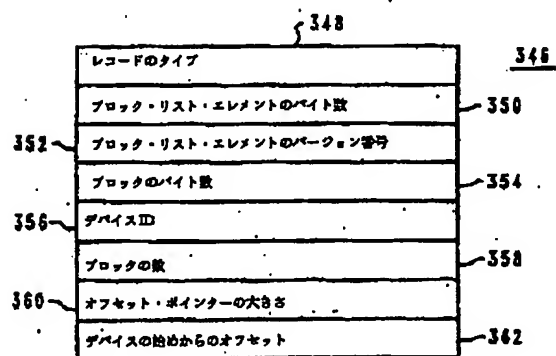 348
346
レコードのタイプ
ブロック・リスト・エレメントのバイト数
350
352
ブロック・リスト・エレメントのバージョン番号
ブロックのバイト数
354
356
デバイスID
ブロックの数
358
360
オフセット・ポインターの大きさ
デバイスの始めからのオフセット
362